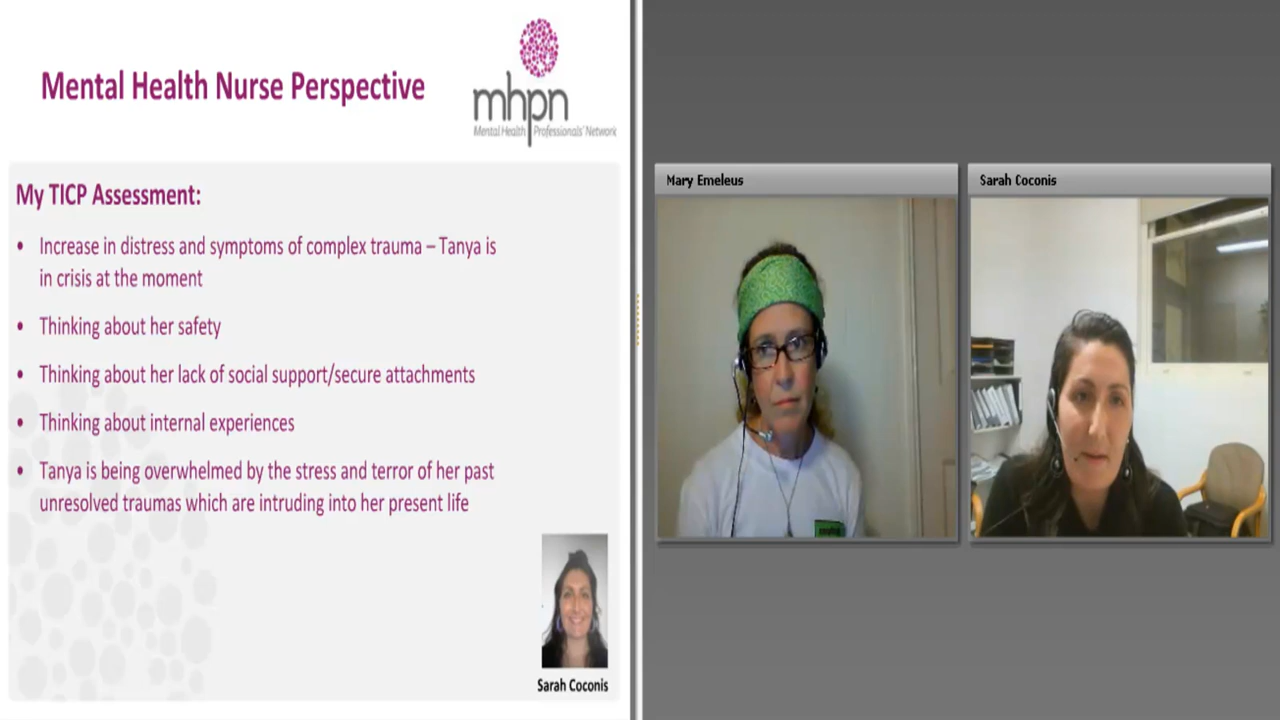 Mental Health Nurse Perspective
mhpn
Mental Health Professionals' Network
My TICP Assessment:
• Increase in distress and symptoms of complex trauma – Tanya is
in crisis at the moment
• Thinking about her safety
• Thinking about her lack of social support/secure attachments
• Thinking about internal experiences
• Tanya is being overwhelmed by the stress and terror of her past
unresolved traumas which are intruding into her present life
Sarah Coconis
Mary Emeleus
Sarah Coconis